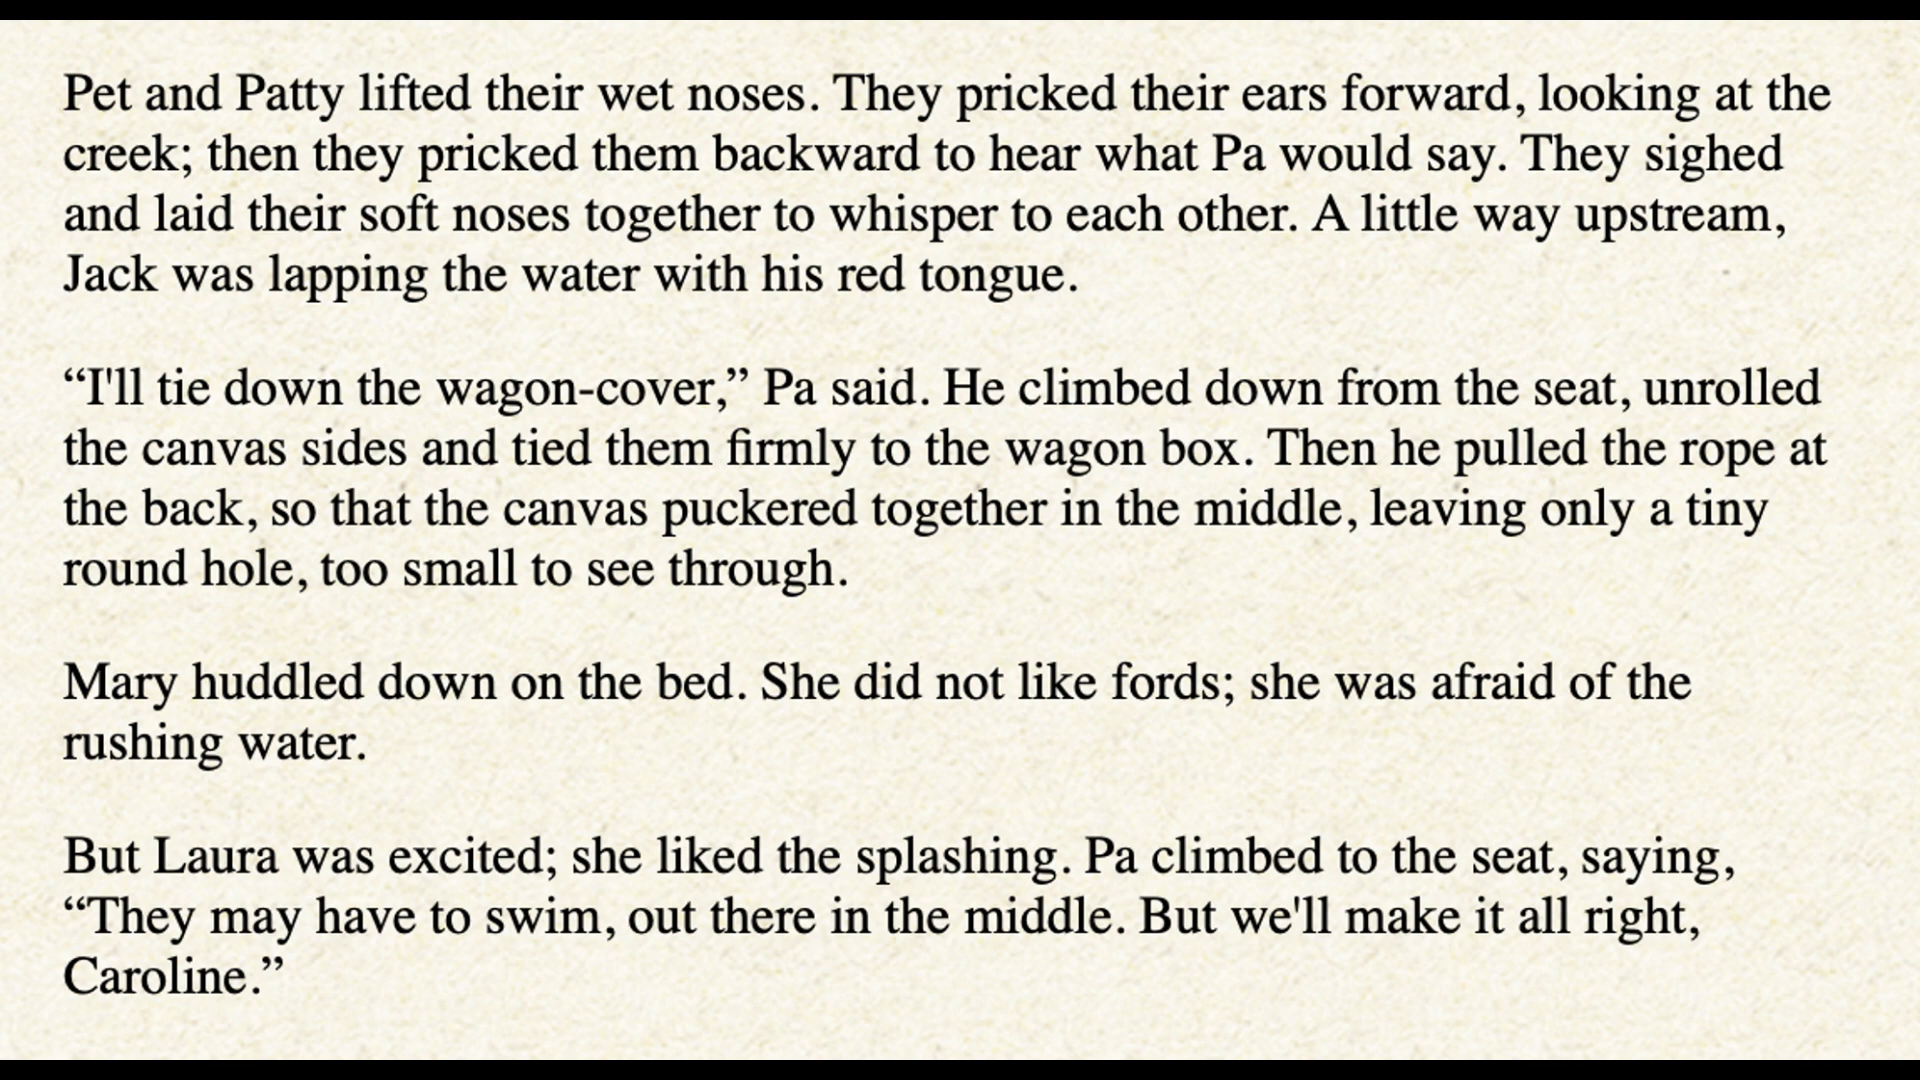 Pet and Patty lifted their wet noses. They pricked their ears forward, looking at the
creek; then they pricked them backward to hear what Pa would say. They sighed
and laid their soft noses together to whisper to each other. A little way upstream,
Jack was lapping the water with his red tongue.
“I'll tie down the wagon-cover,” Pa said. He climbed down from the seat, unrolled
the canvas sides and tied them firmly to the wagon box. Then he pulled the rope at
the back, so that the canvas puckered together in the middle, leaving only a tiny
round hole, too small to see through.
Mary huddled down on the bed. She did not like fords; she was afraid of the
rushing water.
But Laura was excited; she liked the splashing. Pa climbed to the seat, saying,
“They may have to swim, out there in the middle. But we'll make it all right,
Caroline.”